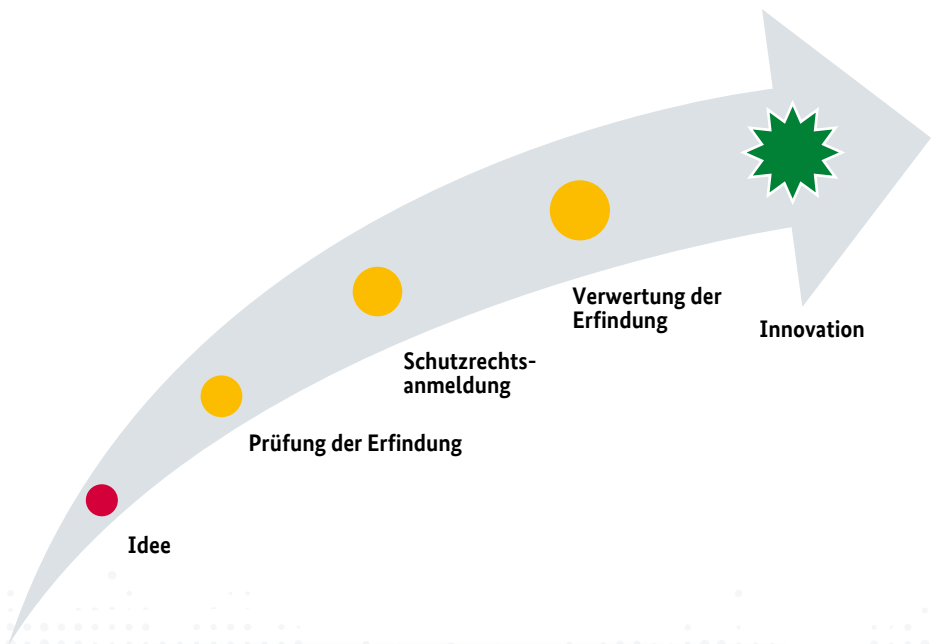 Idee
Prüfung der Erfindung
Schutzrechts-
anmeldung
Verwertung der
Erfindung
Innovation